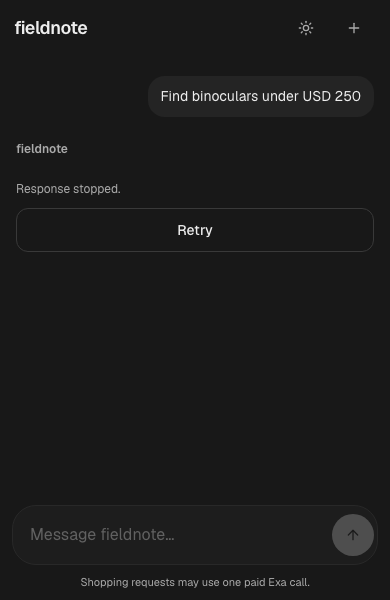 fieldnote
Find binoculars under USD 250
fieldnote
Response stopped.
Retry
Message fieldnote...
Shopping requests may use one paid Exa call.